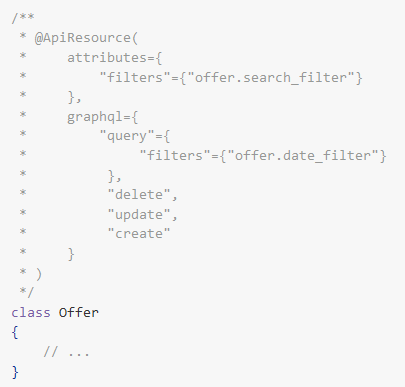 /**
 * @ApiResource(
 *     attributes={
 *         "filters"={"offer.search_filter"}
 *     },
 *     graphql={
 *         "query"={
 *             "filters"={"offer.date_filter"}
 *         },
 *         "delete",
 *         "update",
 *         "create"
 *     }
 * )
 */
class Offer
{
    // ...
}